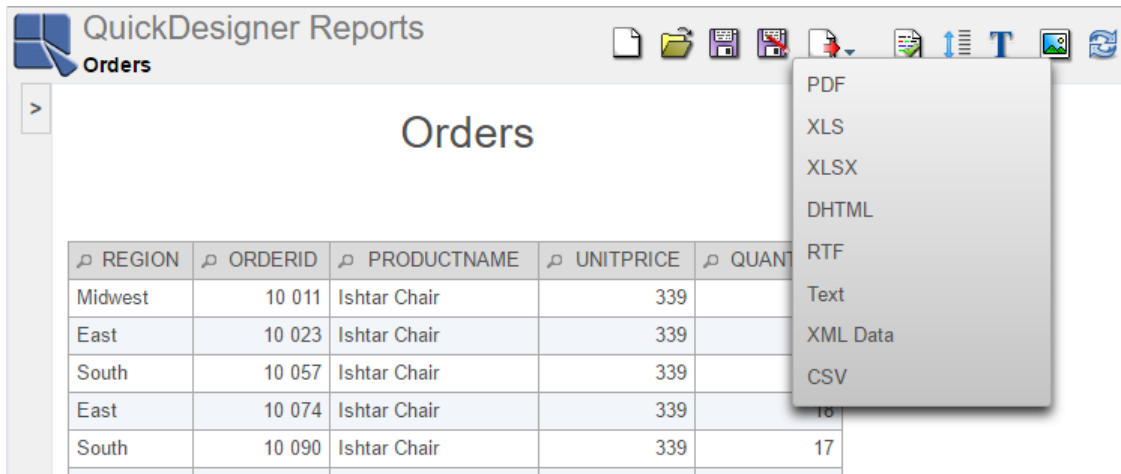 QuickDesigner Reports
Orders
>
Orders
PDF
XLS
XLSX
DHTML
RTF
Text
XML Data
CSV
REGION ORDERID PRODUCTNAME UNITPRICE QUANT
Midwest 10 011 Ishtar Chair 339
East 10 023 Ishtar Chair 339
South 10 057 Ishtar Chair 339
East 10 074 Ishtar Chair 339 18
South 10 090 Ishtar Chair 339 17